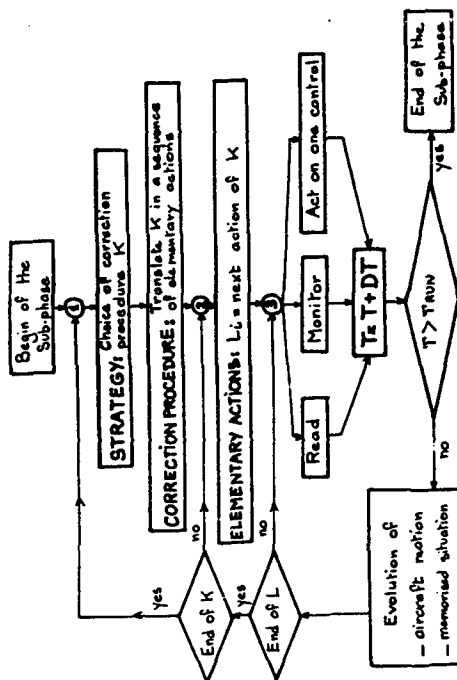 Begin of the
Sub-phase
1
Choice of correction
STRATEGY: procedure K
Translate K in a sequence
CORRECTION PROCEDURE: of elementary actions
2
ELEMENTARY ACTIONS: Li = next action of K
3
Read
Monitor
Act on one control
T = T + DT
T > TRUN
yes
End of the
Sub-phase
no
Evolution of
- aircraft motion
- memorised situation
End of L
no
yes
End of K
no
yes